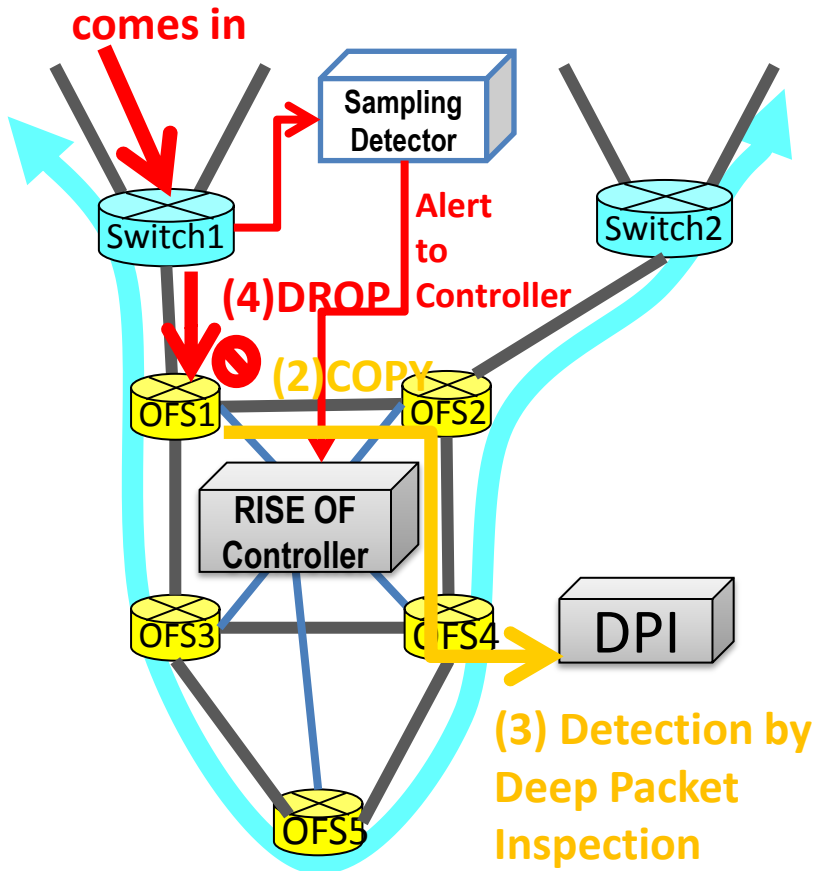 comes in
Sampling
Detector
Switch1
Switch2
Alert
to
Controller
(4)DROP
(2)COPY
OFS1
OFS2
RISE OF
Controller
OFS3
OFS4
DPI
(3) Detection by
Deep Packet
Inspection
OFS5